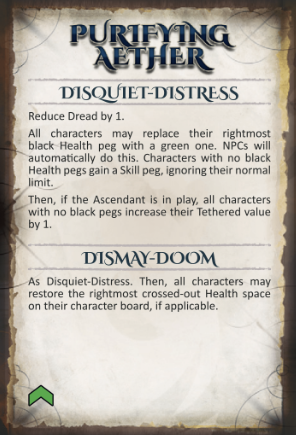 PURIFYING
AETHER
DISQUIET-DISTRESS
Reduce Dread by 1.
All characters may replace their rightmost
black Health peg with a green one. NPCs will
automatically do this. Characters with no black
Health pegs gain a Skill peg, ignoring their normal
limit.
Then, if the Ascendant is in play, all characters
with no black pegs increase their Tethered value
by 1.
DISMAY-DOOM
As Disquiet-Distress. Then, all characters may
restore the rightmost crossed-out Health space
on their character board, if applicable.